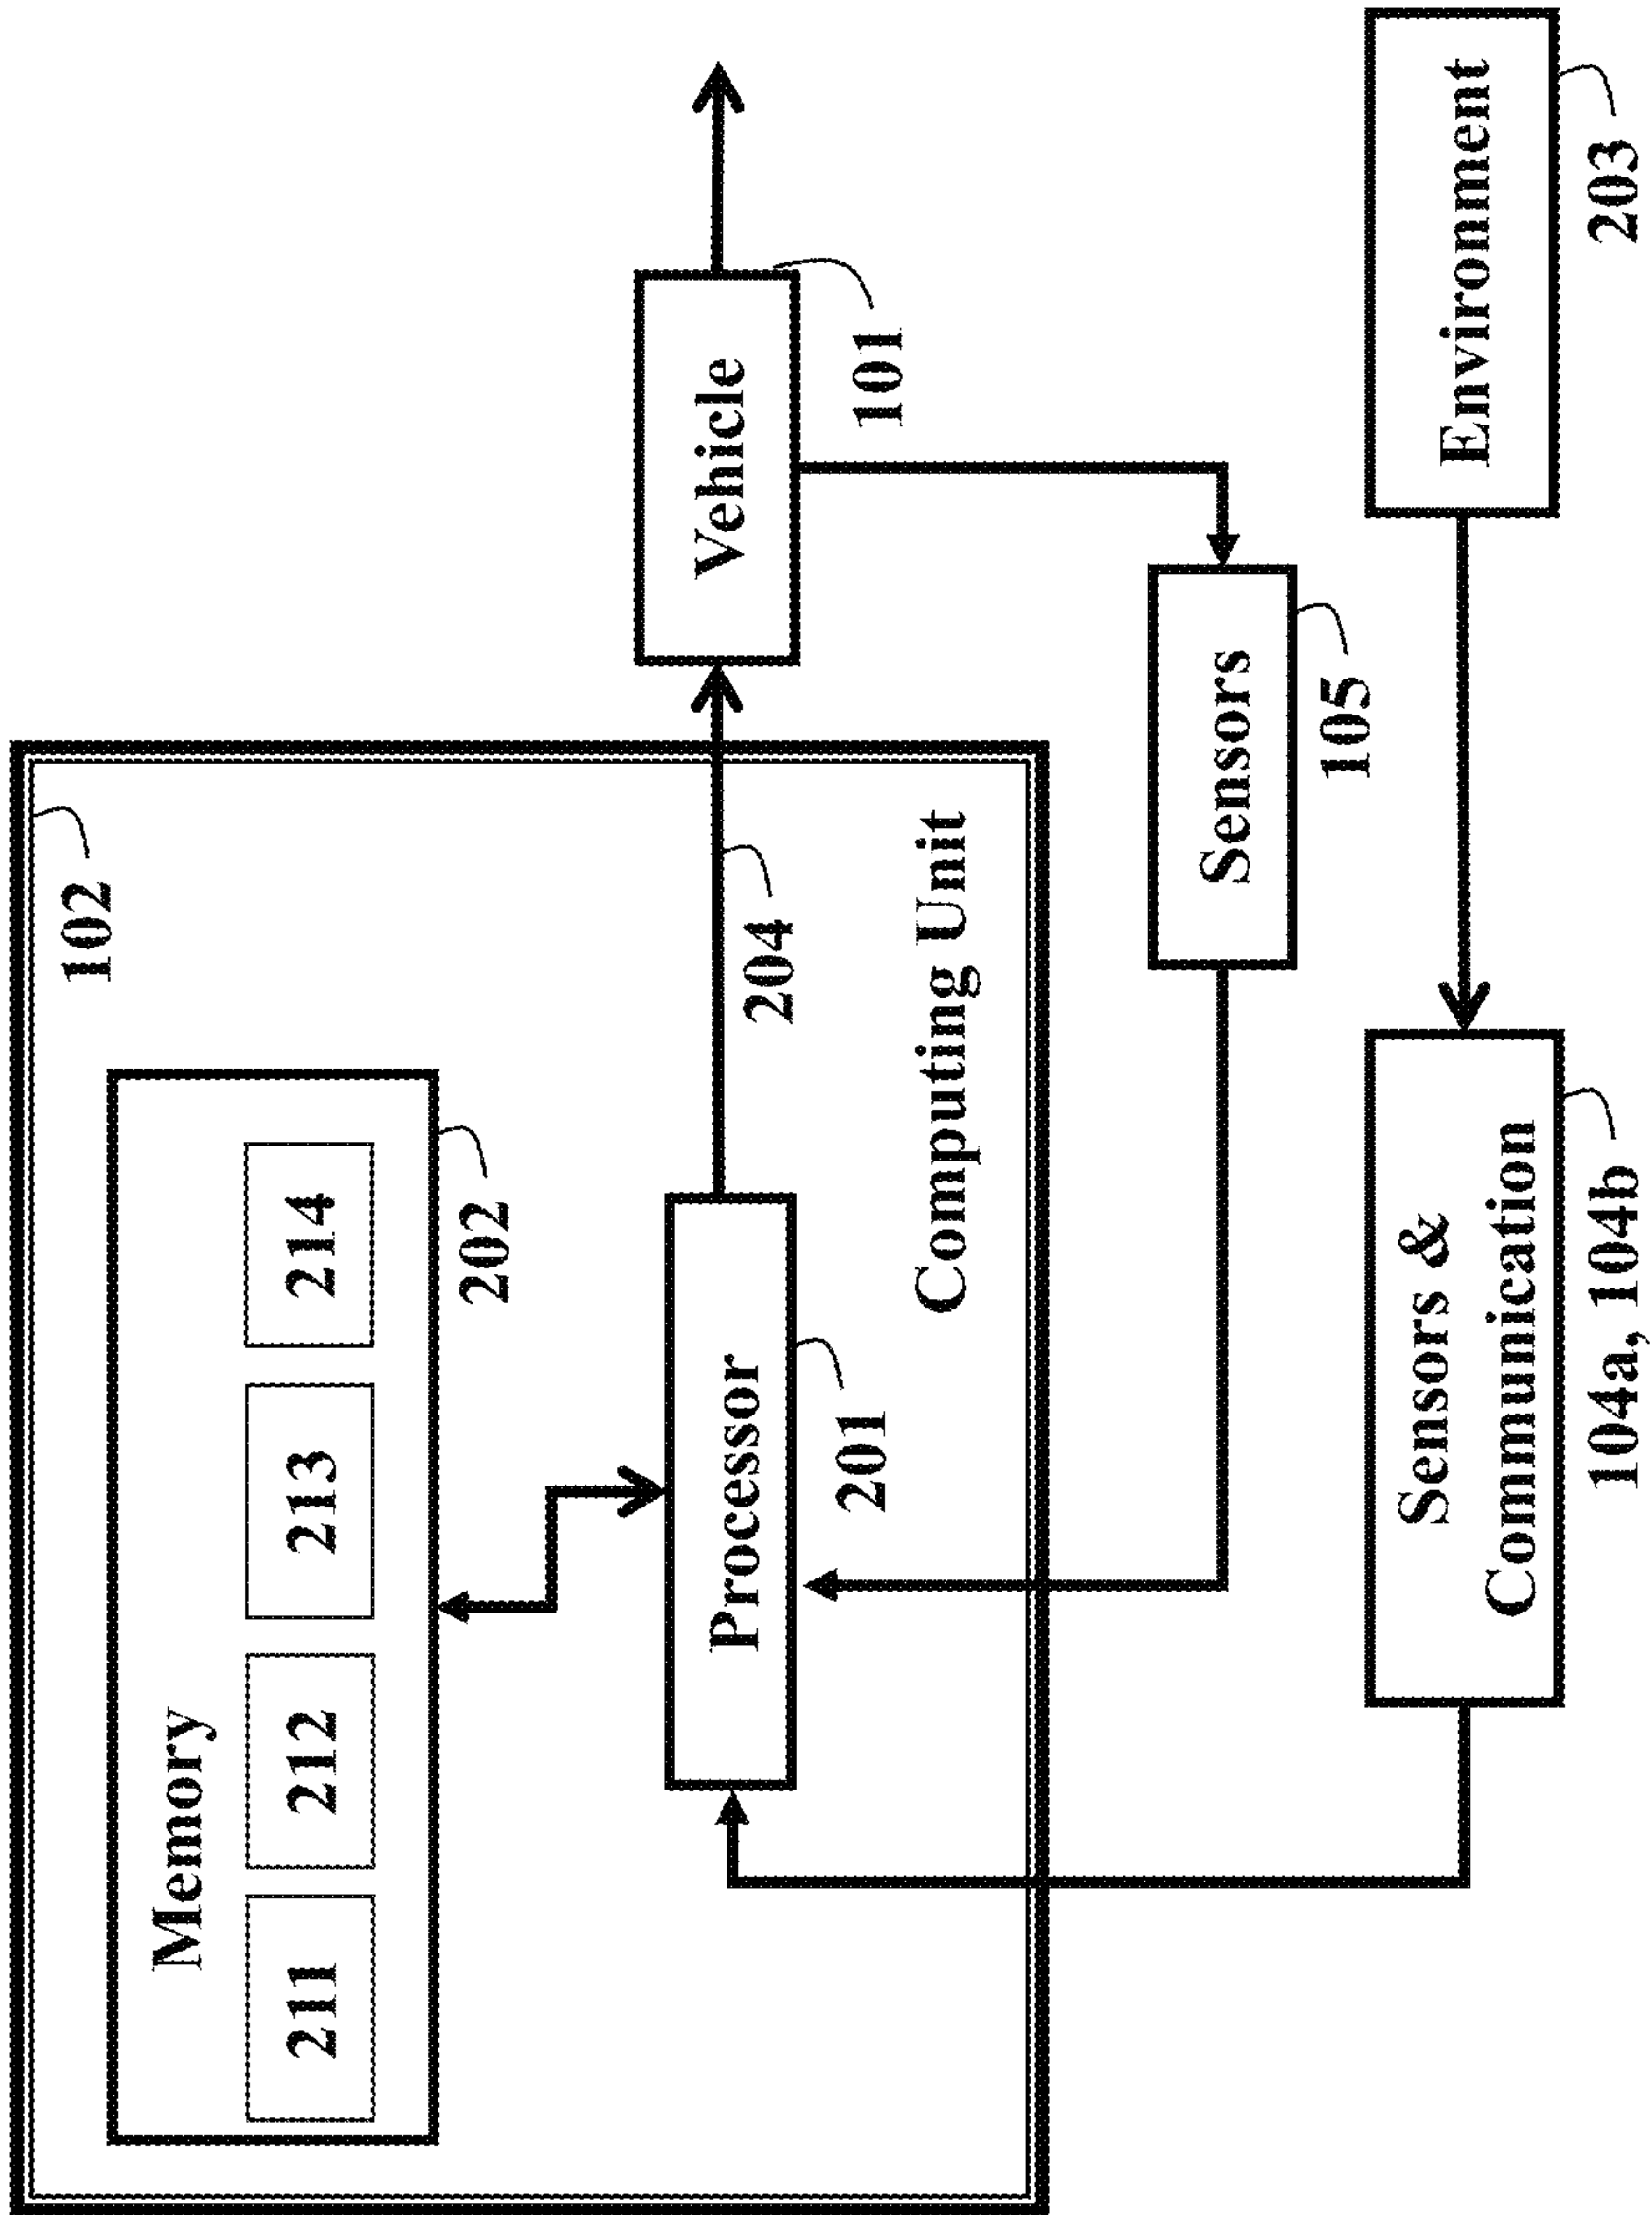 102
Memory
211
212
213
214
202
Processor
201
204
Computing Unit
Vehicle
101
Sensors
105
Sensors &
Communication
104a, 104b
Environment
203